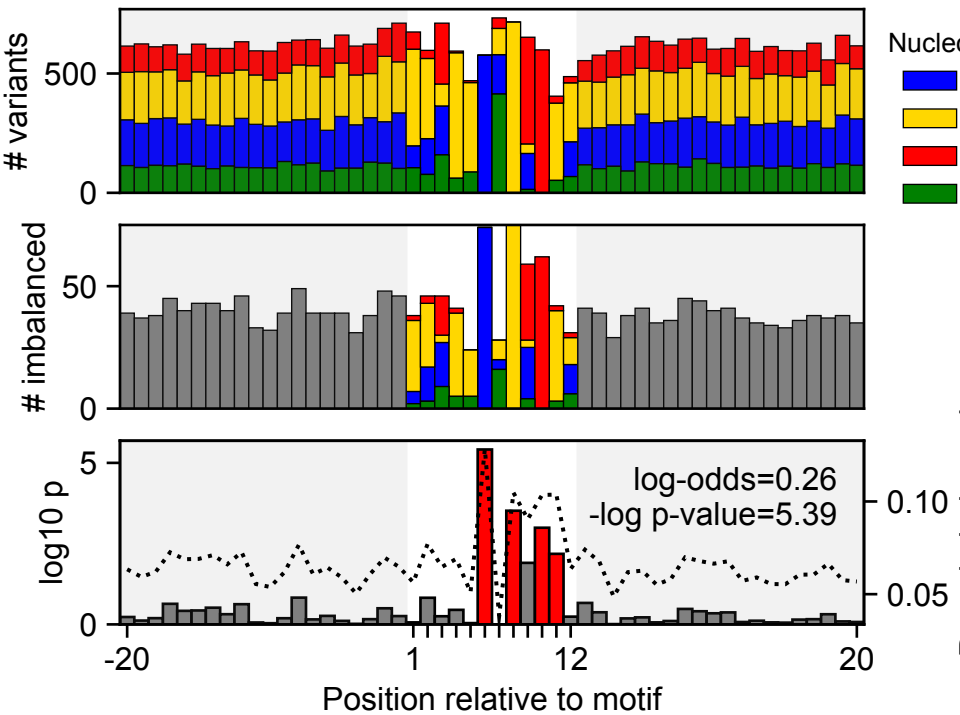 # variants
500
0
Nucleo
# imbalanced
50
0
log10 p
5
0
log-odds=0.26
-log p-value=5.39
0.10
0.05
-20
1
12
20
Position relative to motif